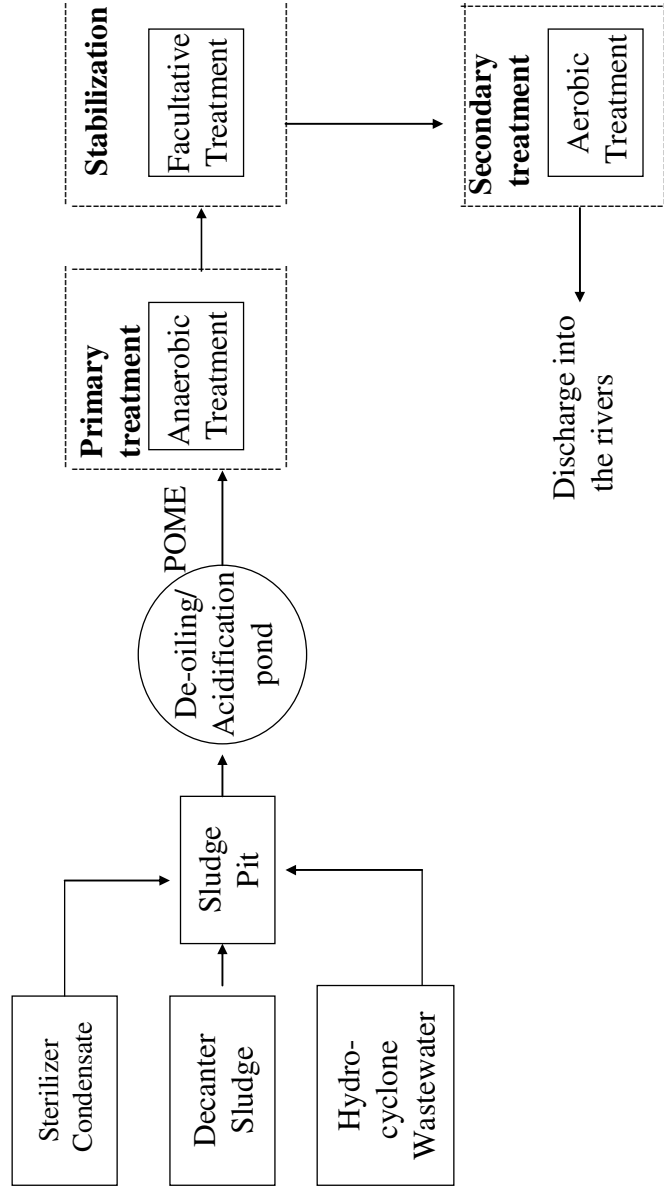 Sterilizer
Condensate
Decanter
Sludge
Hydro-
cyclone
Wastewater
Sludge
Pit
De-oiling/
Acidification
pond
POME
Primary
treatment
Anaerobic
Treatment
Stabilization
Facultative
Treatment
Secondary
treatment
Aerobic
Treatment
Discharge into
the rivers